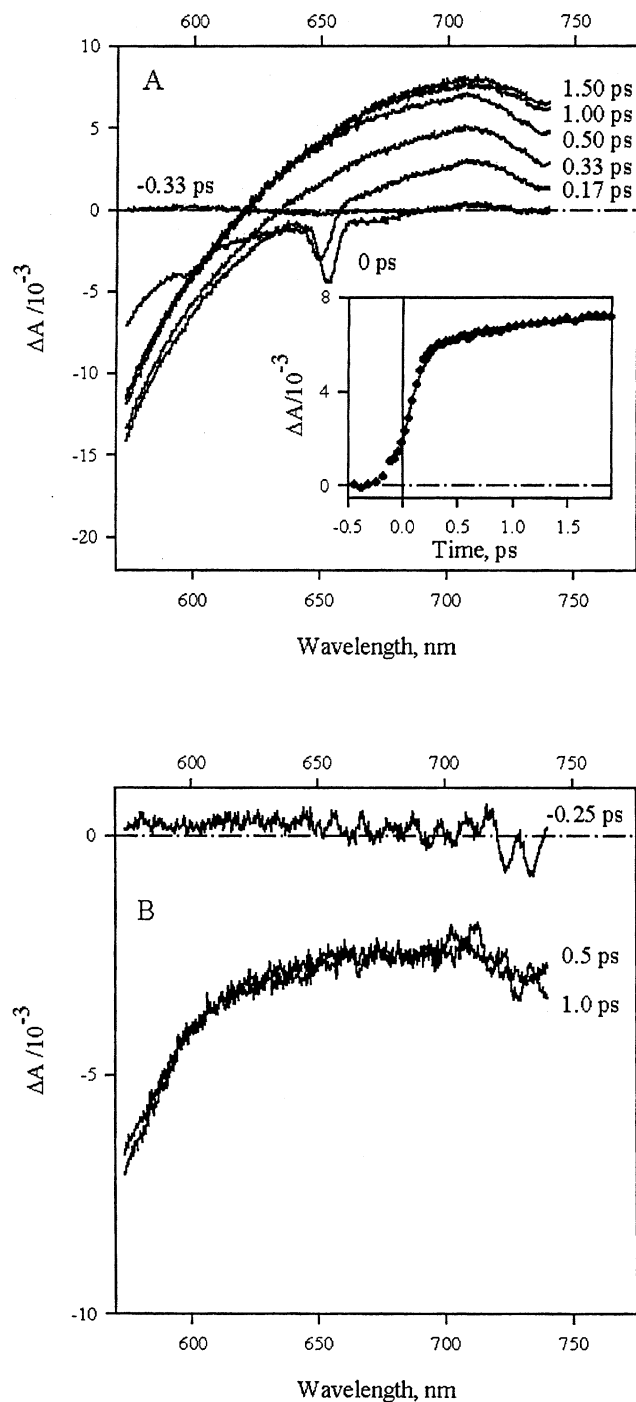 600 650 700 750
10
5
0
-5
-10
-15
-20
ΔA /10⁻³
A
-0.33 ps
1.50 ps
1.00 ps
0.50 ps
0.33 ps
0.17 ps
0 ps
8
4
0
ΔA/10⁻³
-0.5 0.0 0.5 1.0 1.5
Time, ps
600 650 700 750
Wavelength, nm
600 650 700 750
0
-5
-10
ΔA /10⁻³
B
-0.25 ps
0.5 ps
1.0 ps
600 650 700 750
Wavelength, nm